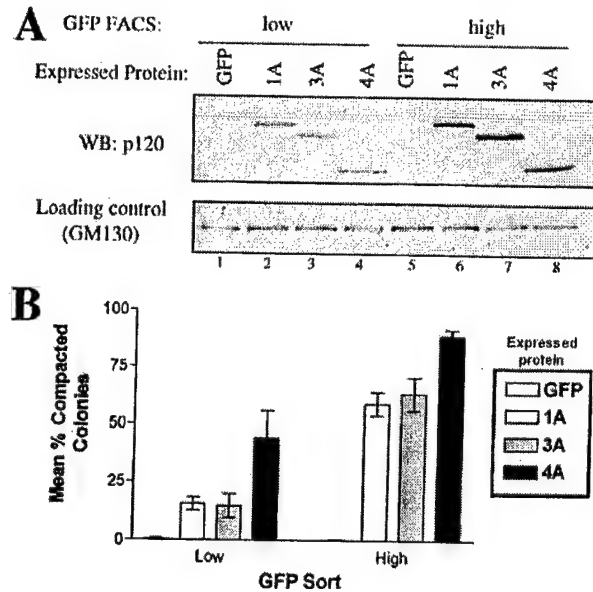 A
GFP FACS: low high
Expressed Protein: GFP 1A 3A 4A GFP 1A 3A 4A
WB: p120
Loading control
(GM130)
1 2 3 4 5 6 7 8
B
Mean % Compacted
Colonies
100
75
50
25
0
Low High
GFP Sort
Expressed
protein
GFP
1A
3A
4A